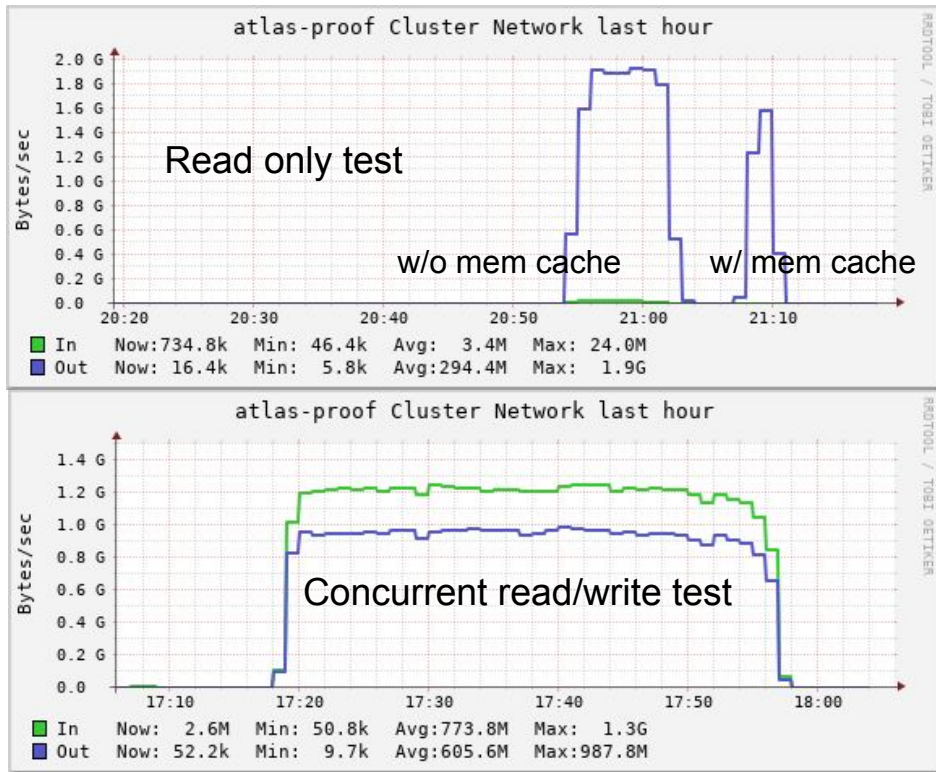 atlas-proof Cluster Network last hour
RRDTOOL / TOBI OETIKER
Bytes/sec
2.0 G
1.8 G
1.6 G
1.4 G
1.2 G
1.0 G
0.8 G
0.6 G
0.4 G
0.2 G
0.0
Read only test
w/o mem cache
w/ mem cache
20:20 20:30 20:40 20:50 21:00 21:10
In Now:734.8k Min: 46.4k Avg: 3.4M Max: 24.0M
Out Now: 16.4k Min: 5.8k Avg:294.4M Max: 1.9G
atlas-proof Cluster Network last hour
RRDTOOL / TOBI OETIKER
Bytes/sec
1.4 G
1.2 G
1.0 G
0.8 G
0.6 G
0.4 G
0.2 G
0.0
Concurrent read/write test
17:10 17:20 17:30 17:40 17:50 18:00
In Now: 2.6M Min: 50.8k Avg:773.8M Max: 1.3G
Out Now: 52.2k Min: 9.7k Avg:605.6M Max:987.8M